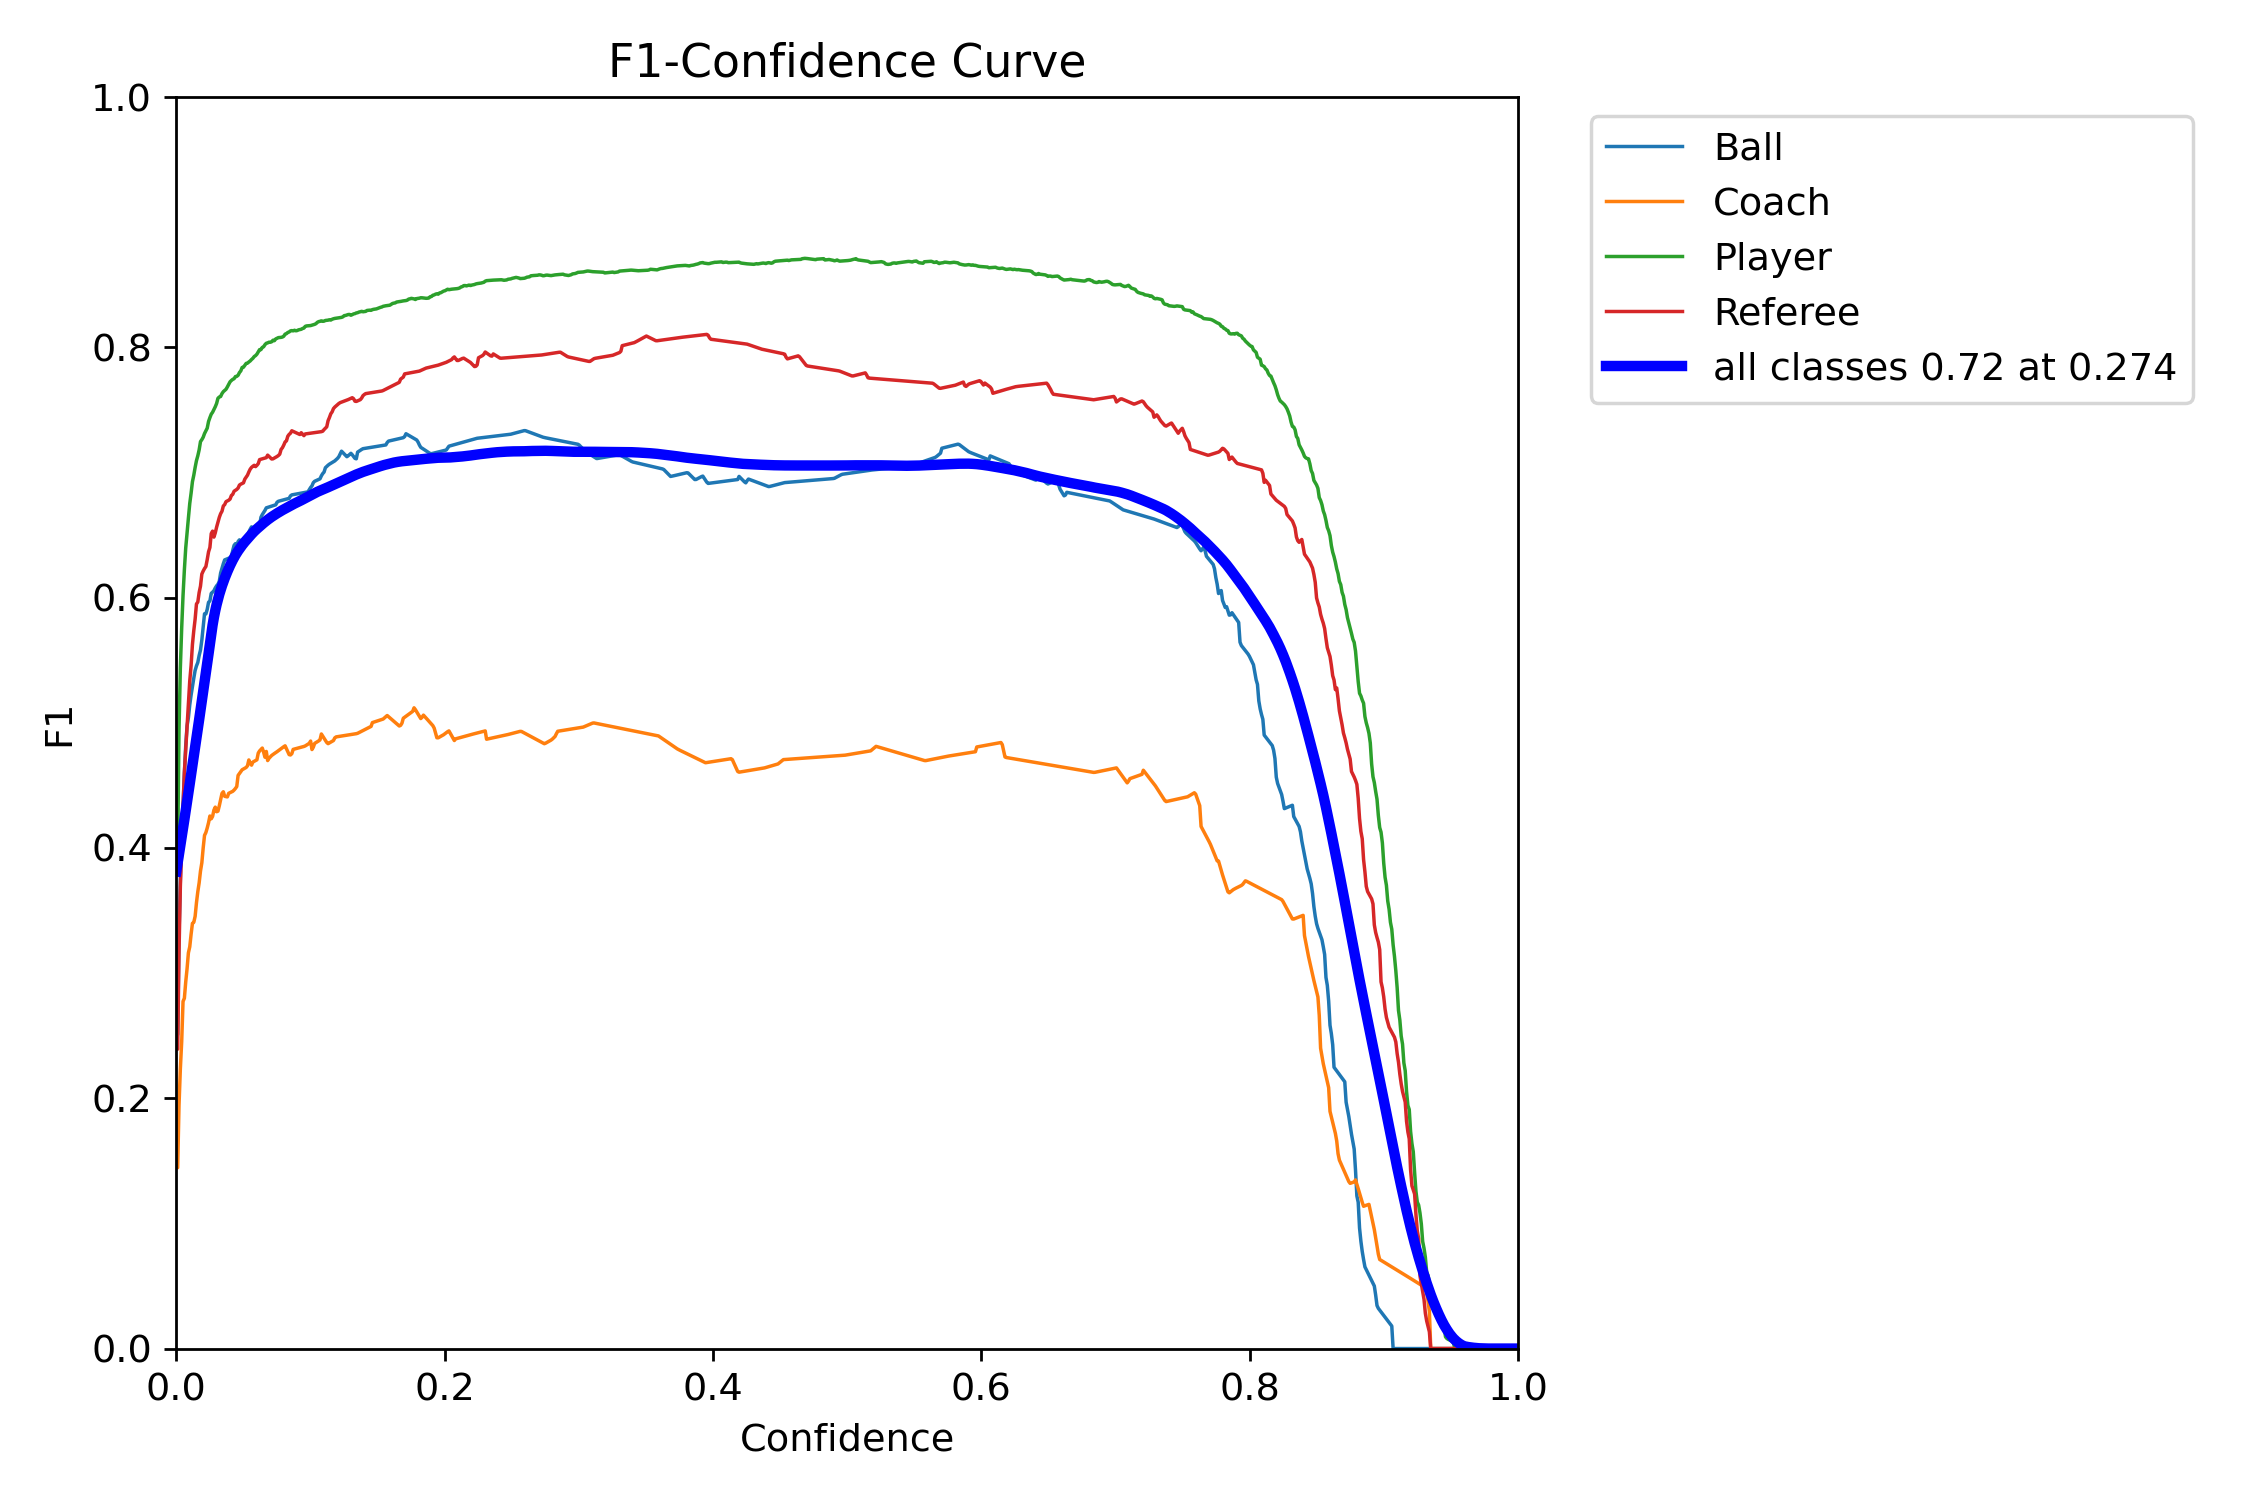 F1-Confidence Curve
1.0
0.8
0.6
0.4
0.2
0.0
F1
0.0 0.2 0.4 0.6 0.8 1.0
Confidence
Ball
Coach
Player
Referee
all classes 0.72 at 0.274